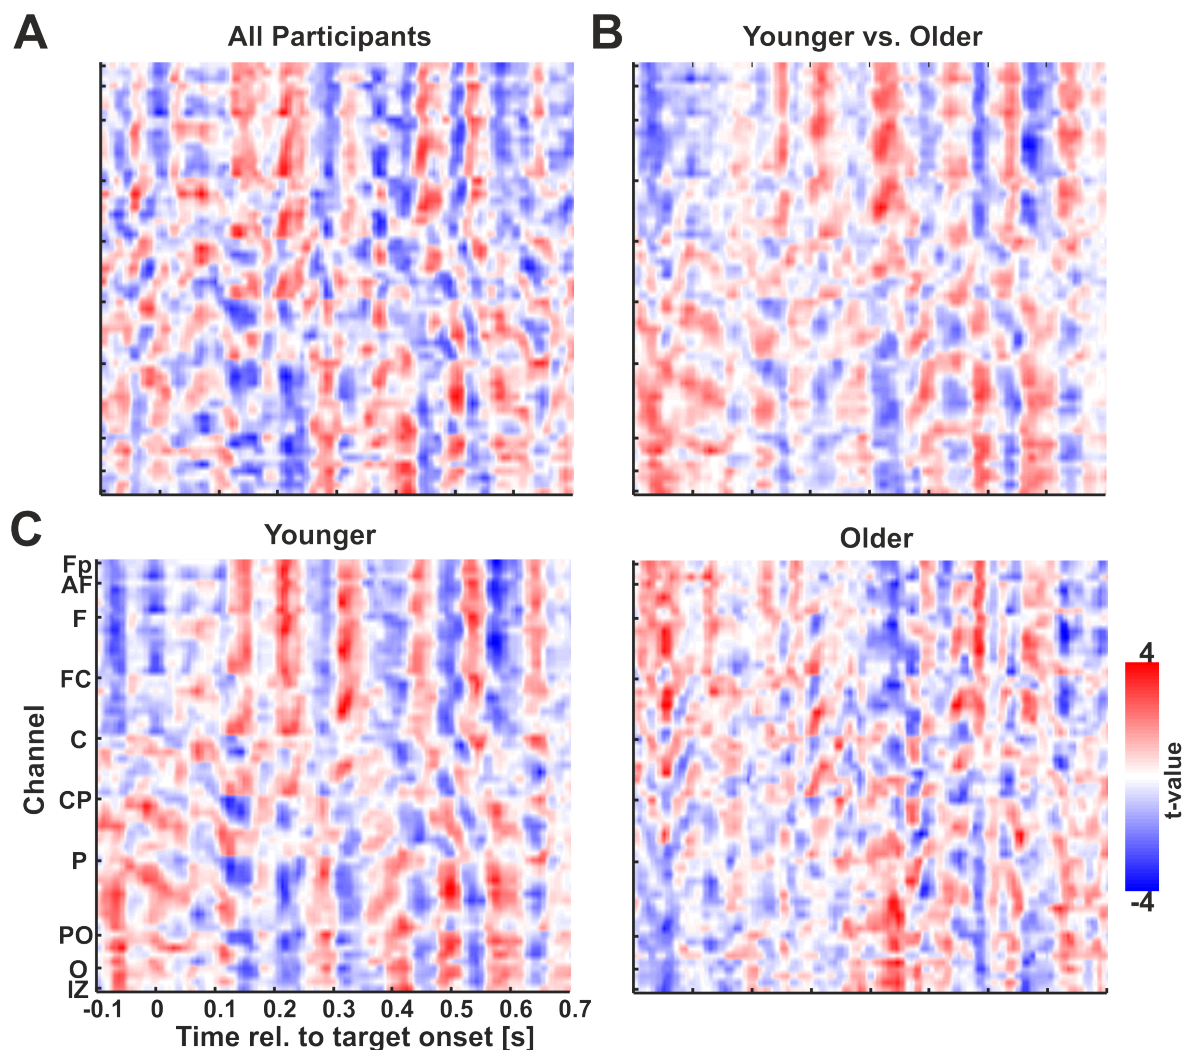 A
All Participants
B
Younger vs. Older
C
Younger
Older
Fp
AF
F
FC
C
CP
P
PO
O
IZ
Channel
-0.1 0 0.1 0.2 0.3 0.4 0.5 0.6 0.7
Time rel. to target onset [s]
4
t-value
-4